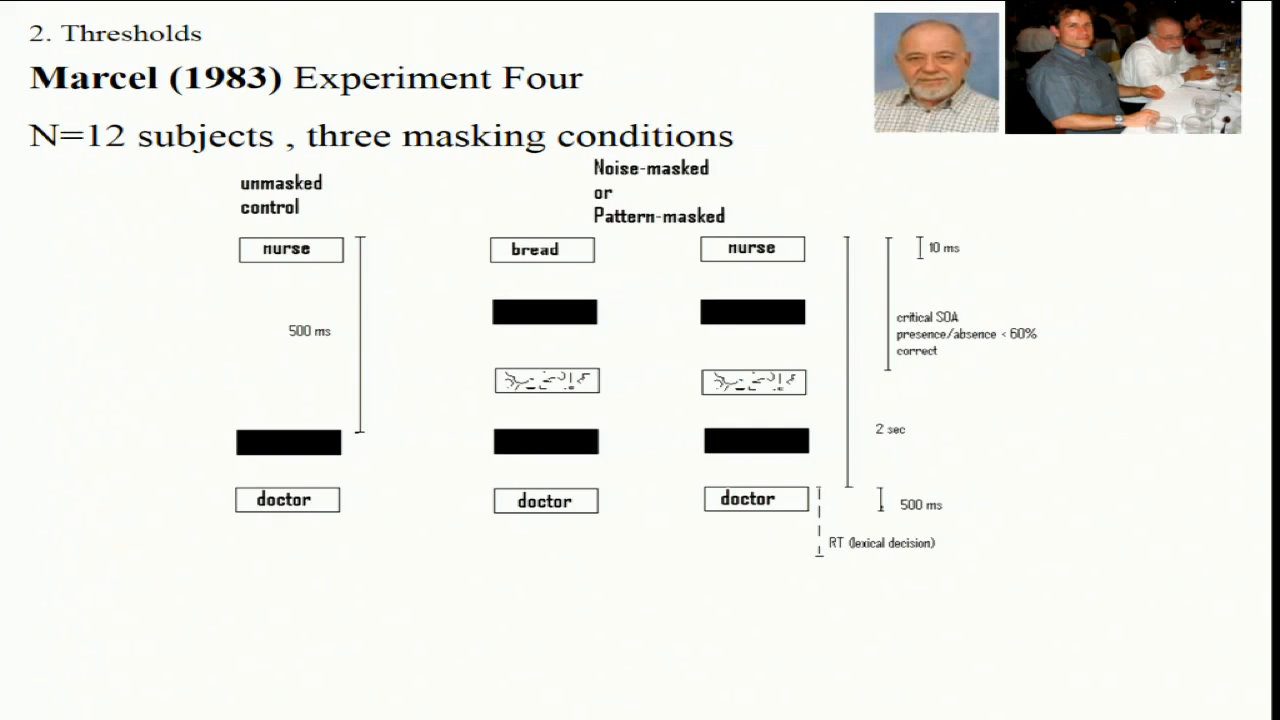 2. Thresholds
Marcel (1983) Experiment Four
N=12 subjects , three masking conditions
unmasked
control
Noise-masked
or
Pattern-masked
nurse
bread
nurse
10 ms
500 ms
critical SOA
presence/absence < 60%
correct
2 sec
doctor
doctor
doctor
500 ms
RT (lexical decision)